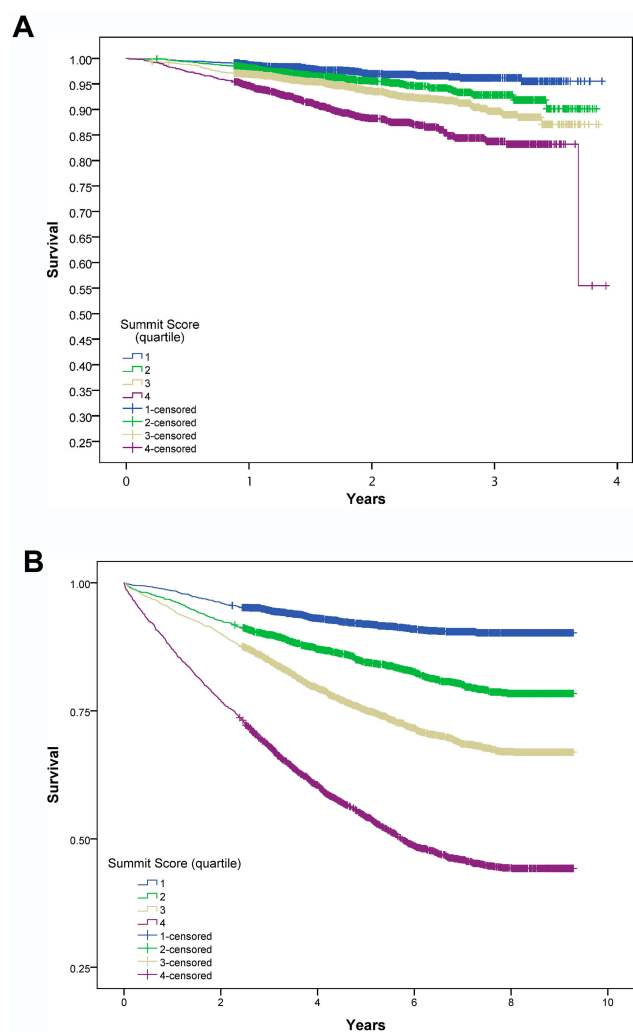 A
1.00
0.95
0.90
0.85
0.80
0.75
0.70
0.65
0.60
0.55
0.50
0.45
0.40
0.35
0.30
0.25
Survival
Summit Score
(quartile)
1
2
3
4
1-censored
2-censored
3-censored
4-censored
0 1 2 3 4
Years
B
1.00
0.75
0.50
0.25
Survival
Summit Score (quartile)
1
2
3
4
1-censored
2-censored
3-censored
4-censored
0 2 4 6 8 10
Years